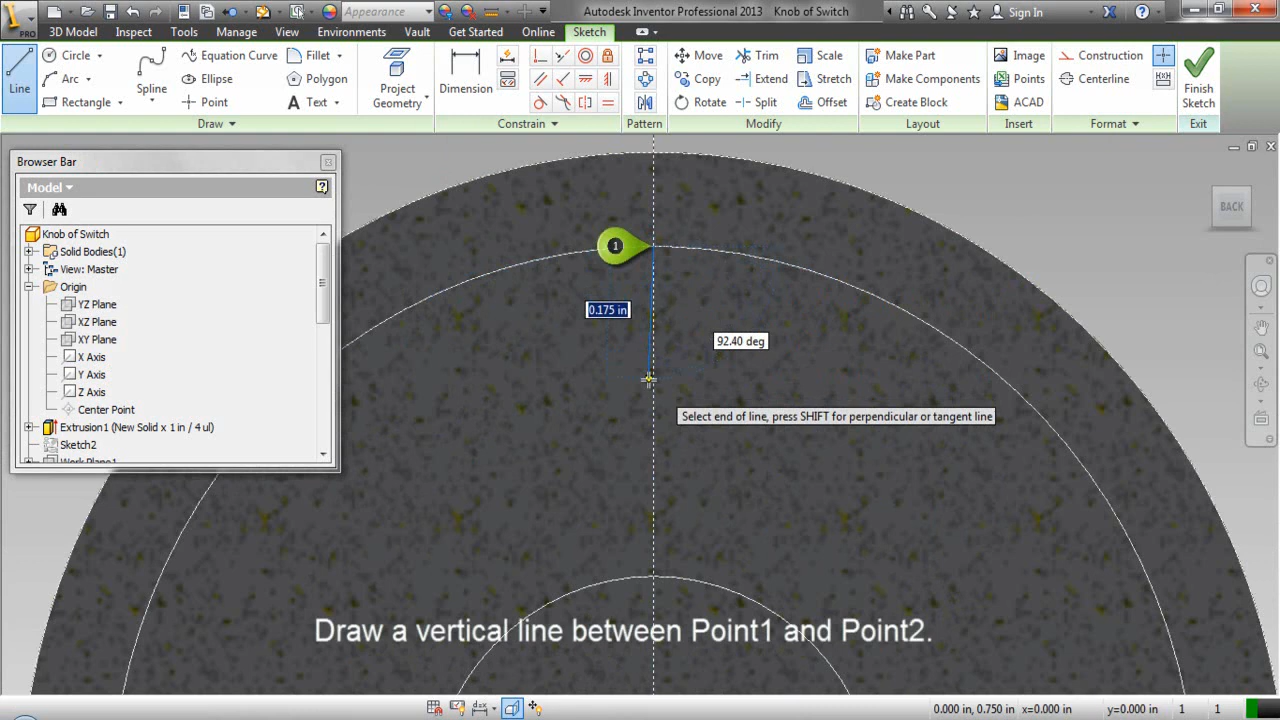 PRO
Appearance
Autodesk Inventor Professional 2013 Knob of Switch
Sign In
3D Model Inspect Tools Manage View Environments Vault Get Started Online Sketch
Line
Circle
Arc
Rectangle
Spline
Equation Curve
Ellipse
Point
Fillet
Polygon
Text
Project
Geometry
Dimension
Move
Copy
Rotate
Trim
Extend
Split
Scale
Stretch
Offset
Make Part
Make Components
Create Block
Image
Points
ACAD
Construction
Centerline
Finish
Sketch
Draw Constrain Pattern Modify Layout Insert Format Exit
Browser Bar
Model
Knob of Switch
Solid Bodies(1)
View: Master
Origin
YZ Plane
XZ Plane
XY Plane
X Axis
Y Axis
Z Axis
Center Point
Extrusion1 (New Solid x 1 in / 4 ul)
Sketch2
Work Plane1
BACK
1
0.175 in
92.40 deg
Select end of line, press SHIFT for perpendicular or tangent line
Draw a vertical line between Point1 and Point2.
0.000 in, 0.750 in x=0.000 in y=0.000 in 1 1